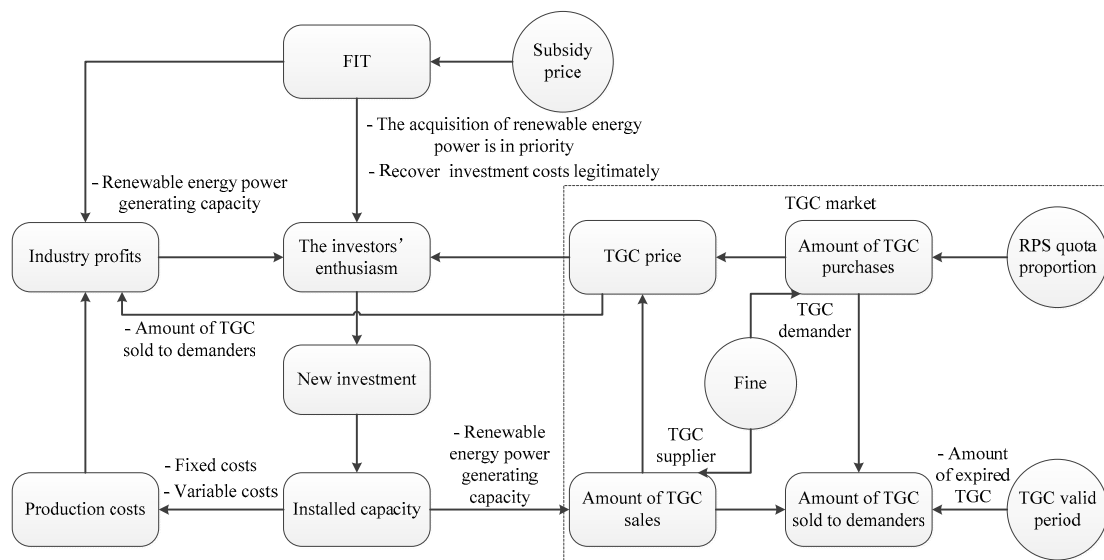 FIT
Subsidy
price
- The acquisition of renewable energy
power is in priority
- Recover investment costs legitimately
- Renewable energy power
generating capacity
TGC market
Industry profits
The investors’
enthusiasm
TGC price
Amount of TGC
purchases
RPS quota
proportion
- Amount of TGC
sold to demanders
TGC
demander
New investment
Fine
- Renewable
energy power
generating
capacity
TGC
supplier
- Fixed costs
- Variable costs
- Amount
of expired
TGC
Production costs
Installed capacity
Amount of TGC
sales
Amount of TGC
sold to demanders
TGC valid
period